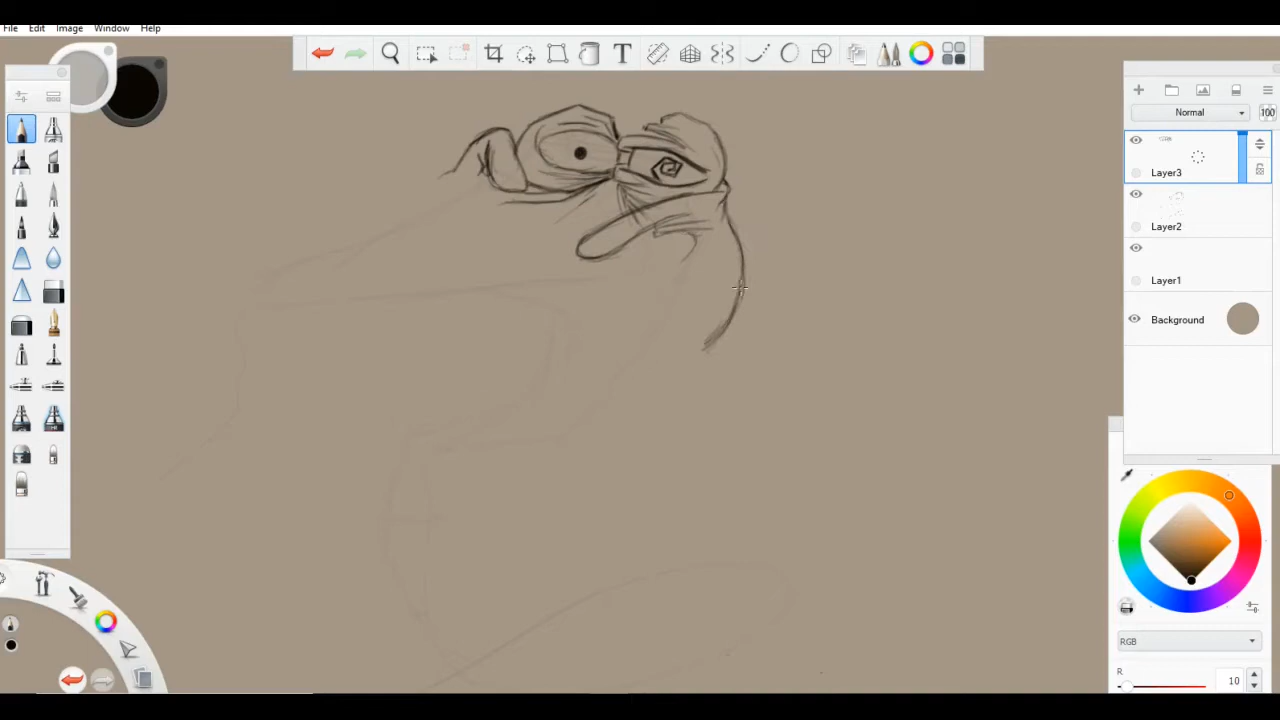 File Edit Image Window Help
T
Normal 100
Layer3
Layer2
Layer1
Background
RGB
R 10